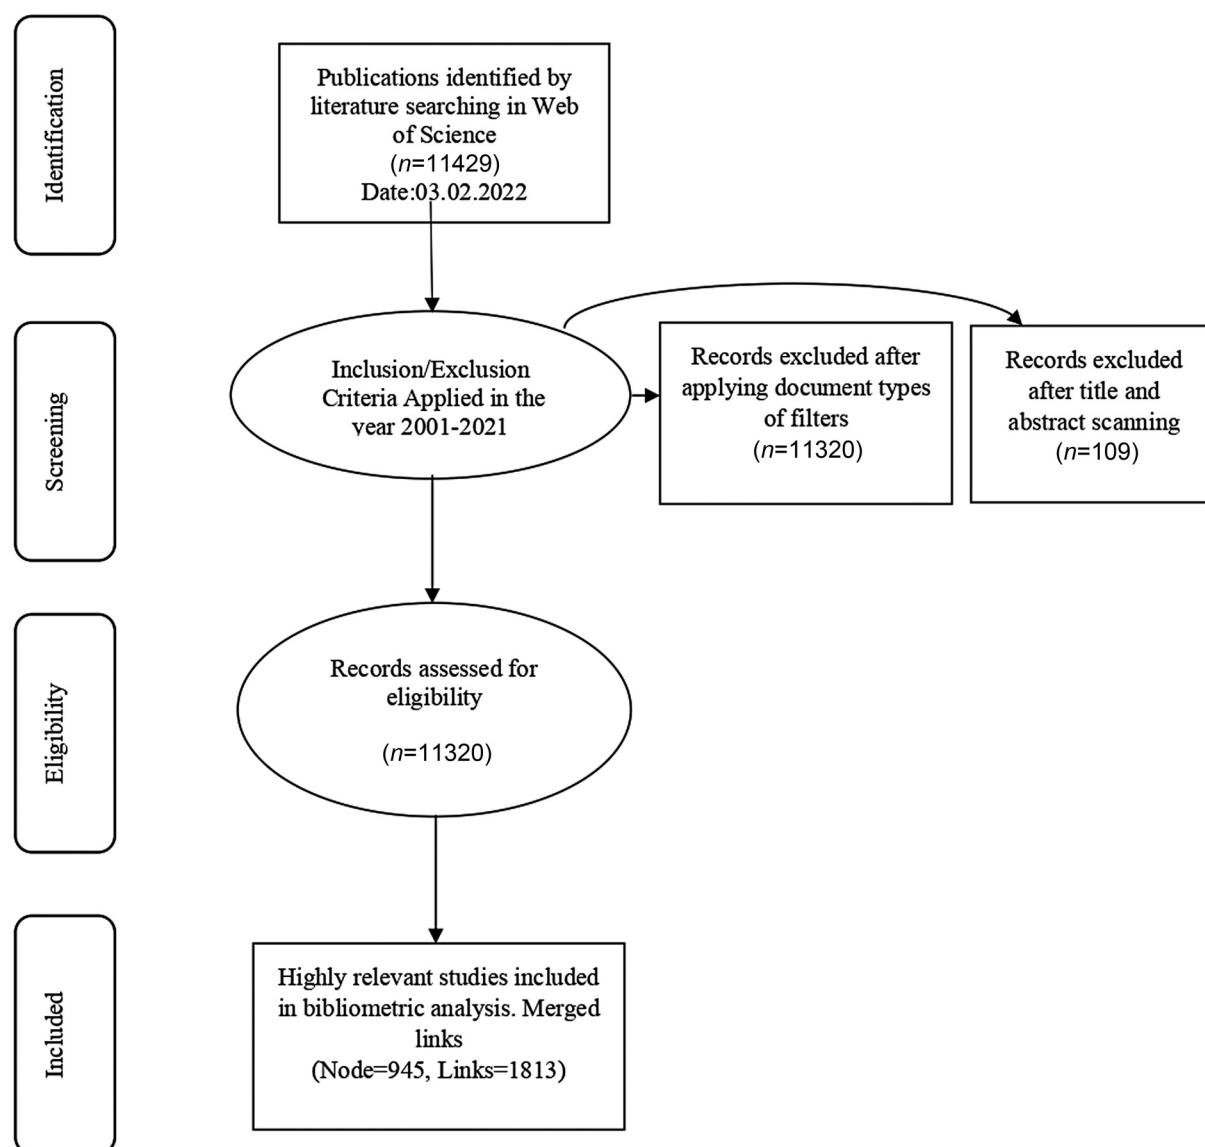 Identification
Publications identified by
literature searching in Web
of Science
(n=11429)
Date:03.02.2022
Screening
Inclusion/Exclusion
Criteria Applied in the
year 2001-2021
Records excluded after
applying document types
of filters
(n=11320)
Records excluded
after title and
abstract scanning
(n=109)
Eligibility
Records assessed for
eligibility
(n=11320)
Included
Highly relevant studies included
in bibliometric analysis. Merged
links
(Node=945, Links=1813)